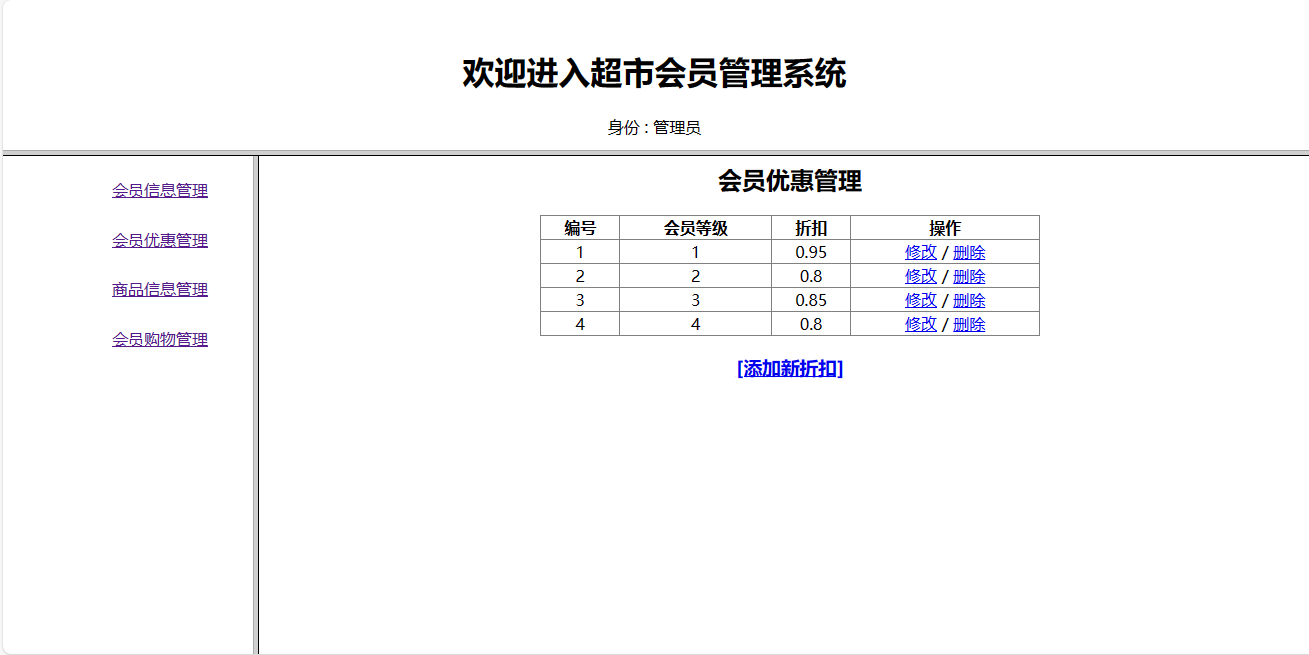 欢迎进入超市会员管理系统
身份：管理员
会员信息管理
会员优惠管理
商品信息管理
会员购物管理
会员优惠管理
编号 会员等级 折扣 操作
1 1 0.95 修改 / 删除
2 2 0.8 修改 / 删除
3 3 0.85 修改 / 删除
4 4 0.8 修改 / 删除
[添加新折扣]